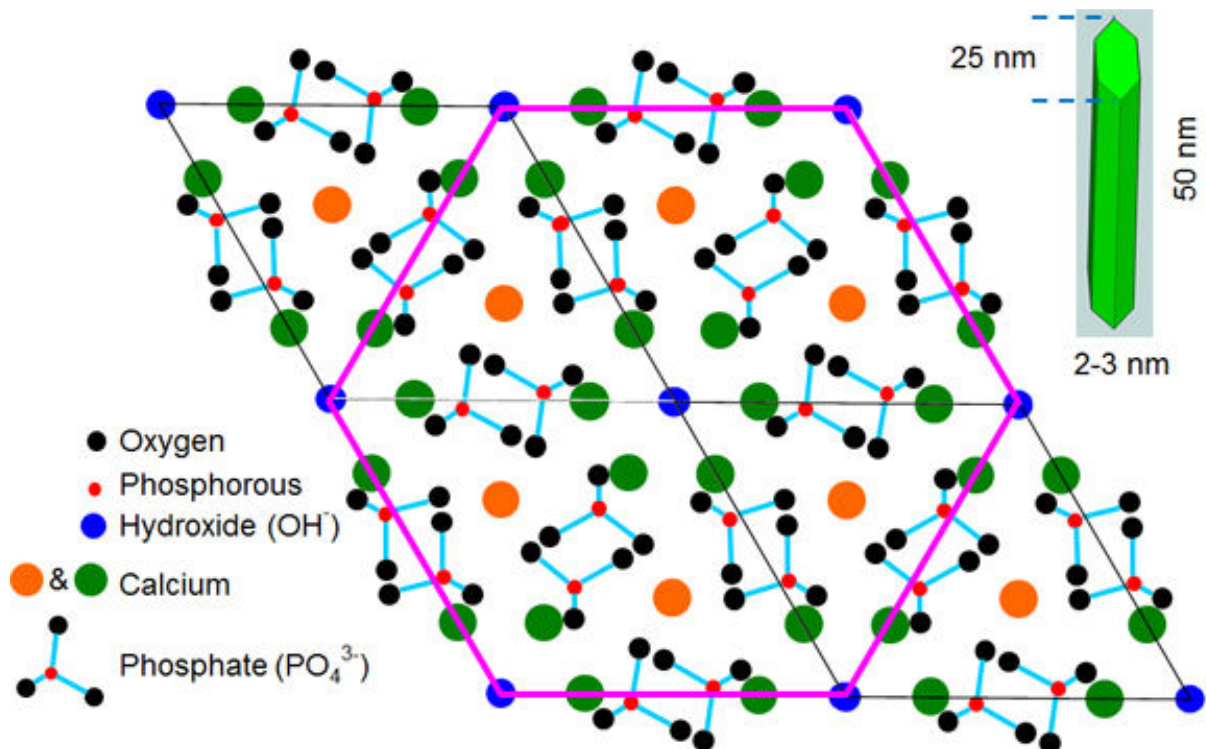 25 nm
50 nm
2-3 nm
Oxygen
Phosphorous
Hydroxide (OH⁻)
& Calcium
Phosphate (PO₄³⁻)